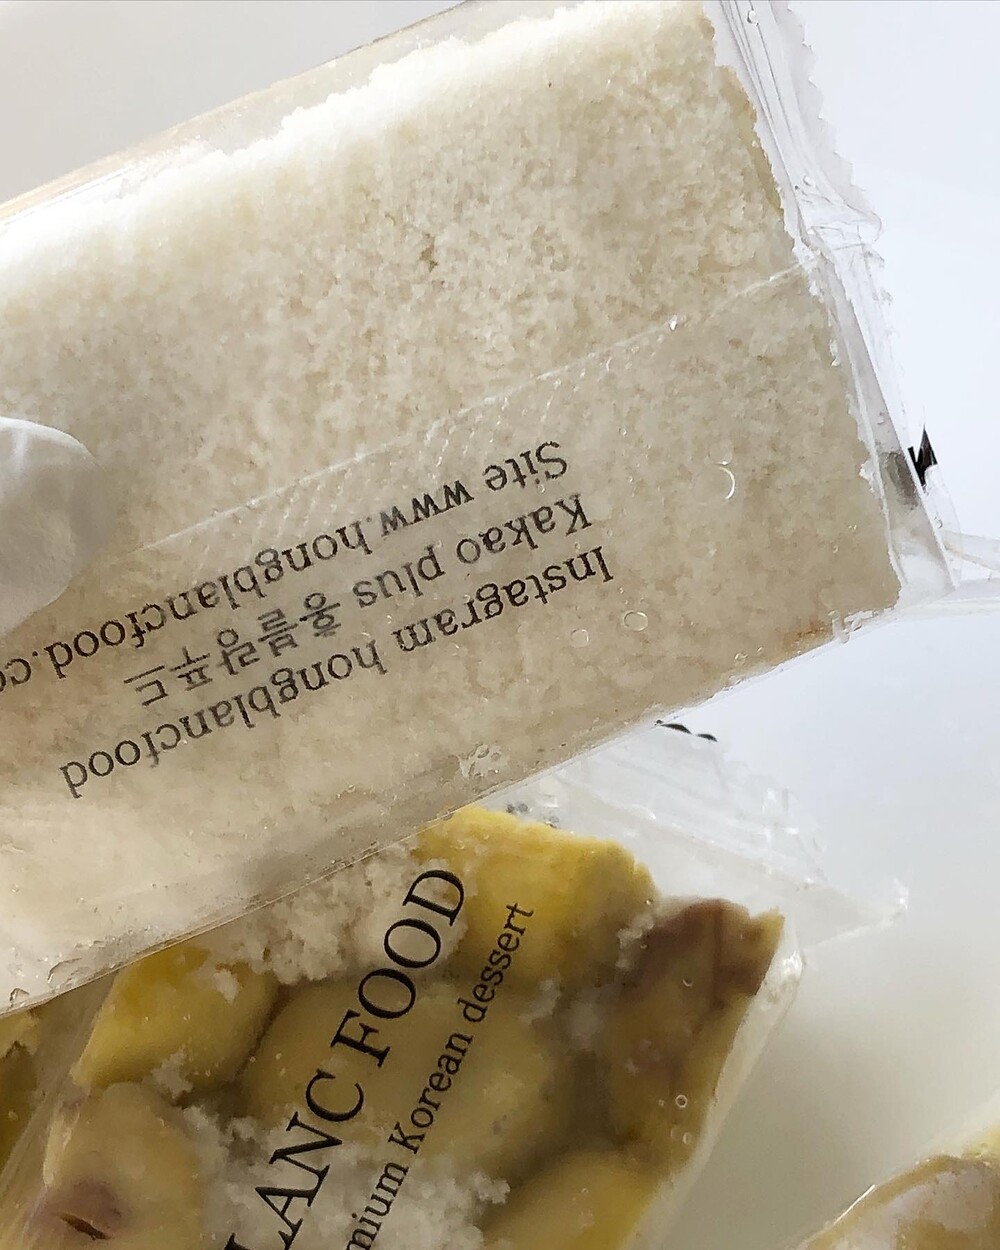 Site www.hongblancfood.co
Kakao plus 홍블랑푸드
Instagram hongblancfood
LANC FOOD
mium Korean dessert